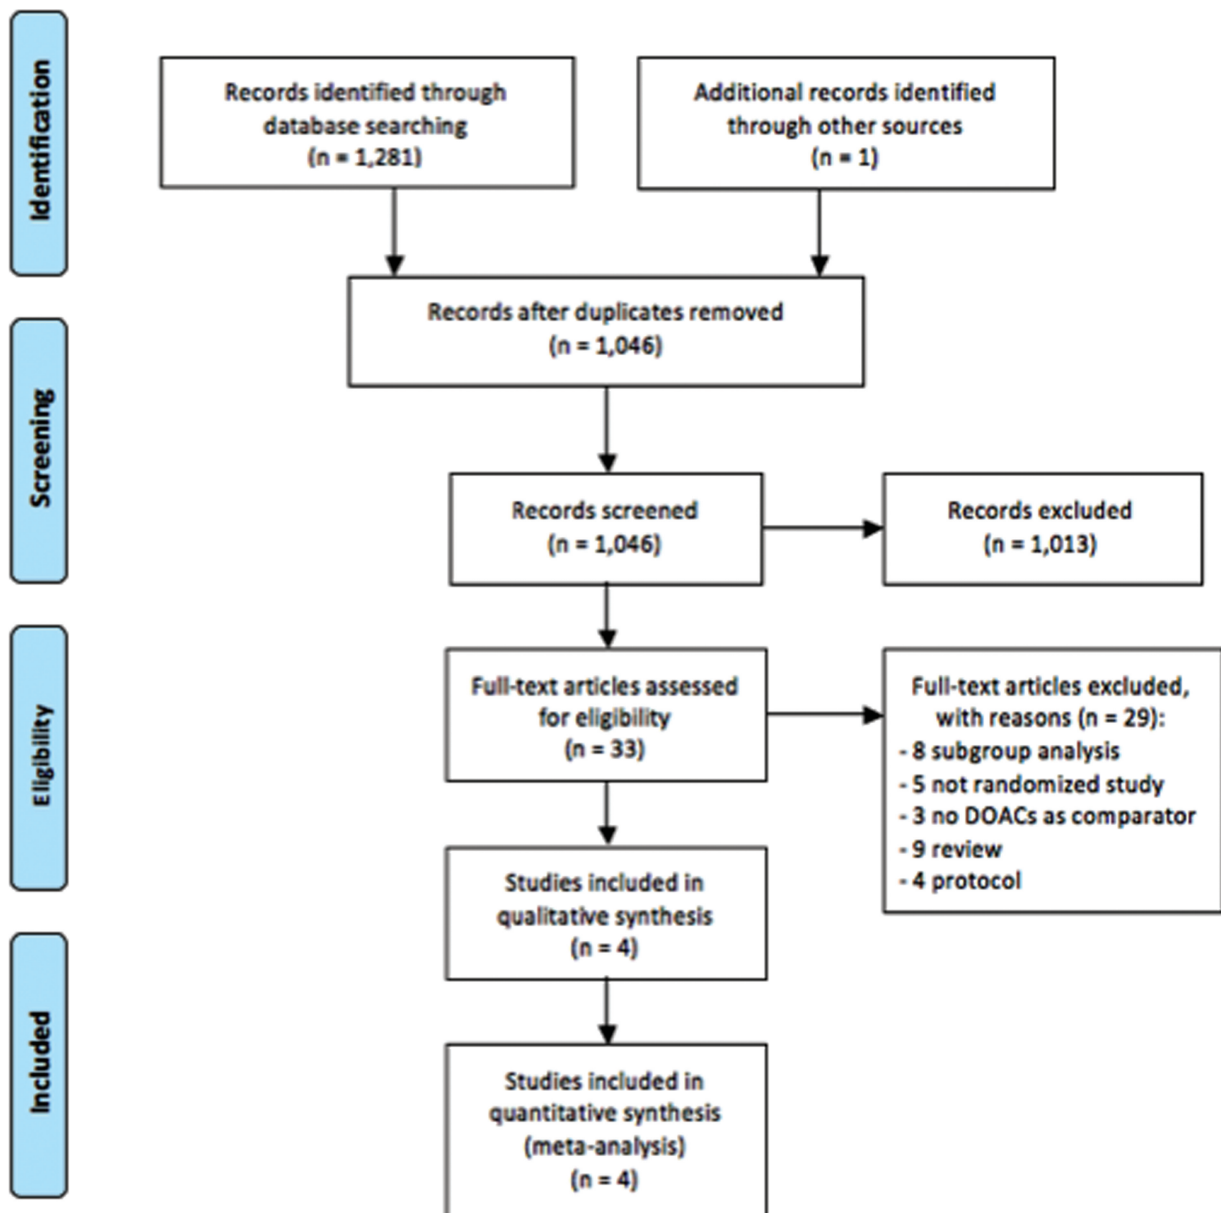 Identification
Records identified through
database searching
(n = 1,281)
Additional records identified
through other sources
(n = 1)
Records after duplicates removed
(n = 1,046)
Screening
Records screened
(n = 1,046)
Records excluded
(n = 1,013)
Eligibility
Full-text articles assessed
for eligibility
(n = 33)
Full-text articles excluded,
with reasons (n = 29):
- 8 subgroup analysis
- 5 not randomized study
- 3 no DOACs as comparator
- 9 review
- 4 protocol
Studies included in
qualitative synthesis
(n = 4)
Included
Studies included in
quantitative synthesis
(meta-analysis)
(n = 4)